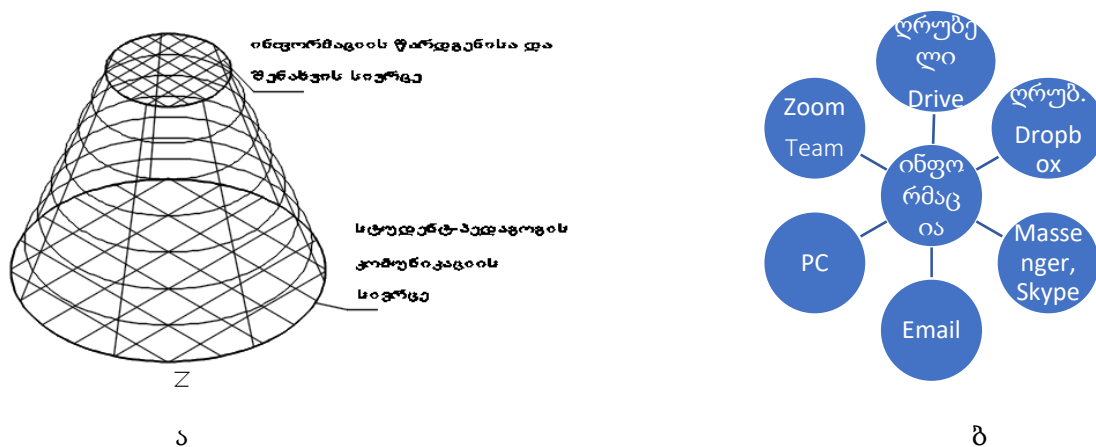 ინფორმაციის წარდგენისა და
შენახვის სივრცე
სტუდენტ-პედაგოგის
კომუნიკაციის
სივრცე
Z
ა
ღრუბე
ლი
Drive
ღრუბ.
Dropb
ox
Zoom
Team
ინფო
რმაც
ია
PC
Masse
nger,
Skype
Email
ბ